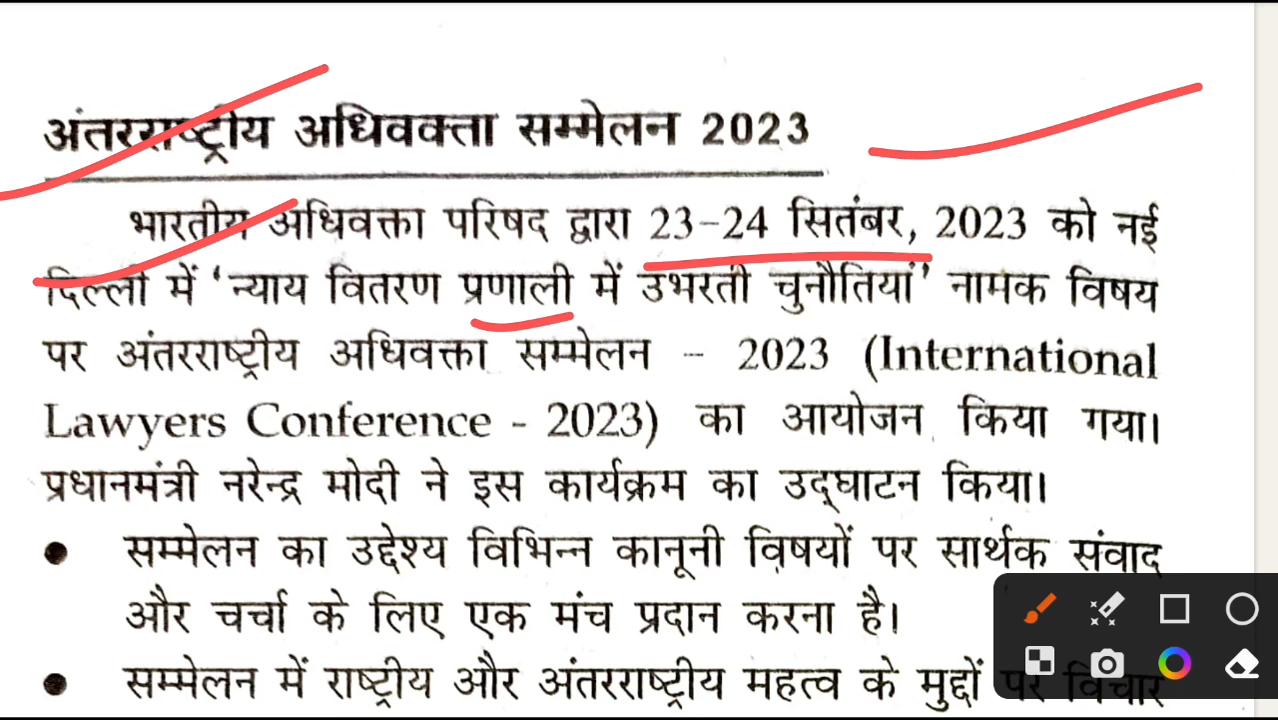 अंतरराष्ट्रीय अधिवक्ता सम्मेलन 2023
भारतीय अधिवक्ता परिषद द्वारा 23-24 सितंबर, 2023 को नई
दिल्ली में ‘न्याय वितरण प्रणाली में उभरती चुनौतियां’ नामक विषय
पर अंतरराष्ट्रीय अधिवक्ता सम्मेलन - 2023 (International
Lawyers Conference - 2023) का आयोजन किया गया।
प्रधानमंत्री नरेन्द्र मोदी ने इस कार्यक्रम का उद्घाटन किया।
● सम्मेलन का उद्देश्य विभिन्न कानूनी विषयों पर सार्थक संवाद
और चर्चा के लिए एक मंच प्रदान करना है।
● सम्मेलन में राष्ट्रीय और अंतरराष्ट्रीय महत्व के मुद्दों पर विचार